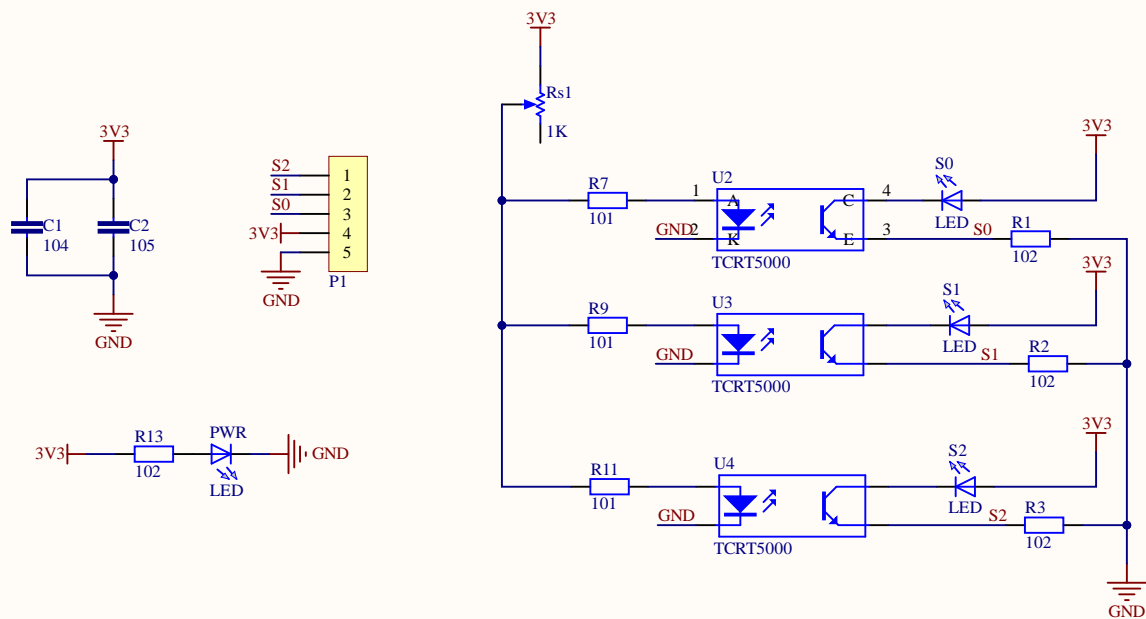 3V3
C1
104
C2
105
GND
S2
S1
S0
3V3
1
2
3
4
5
P1
GND
3V3
R13
102
PWR
LED
GND
3V3
Rs1
1K
R7
101
1
GND
2
U2
A
K
C
E
TCRT5000
4
3
S0
LED
S0
R1
102
3V3
R9
101
GND
U3
TCRT5000
S1
LED
S1
R2
102
3V3
R11
101
GND
U4
TCRT5000
S2
LED
S2
R3
102
3V3
GND